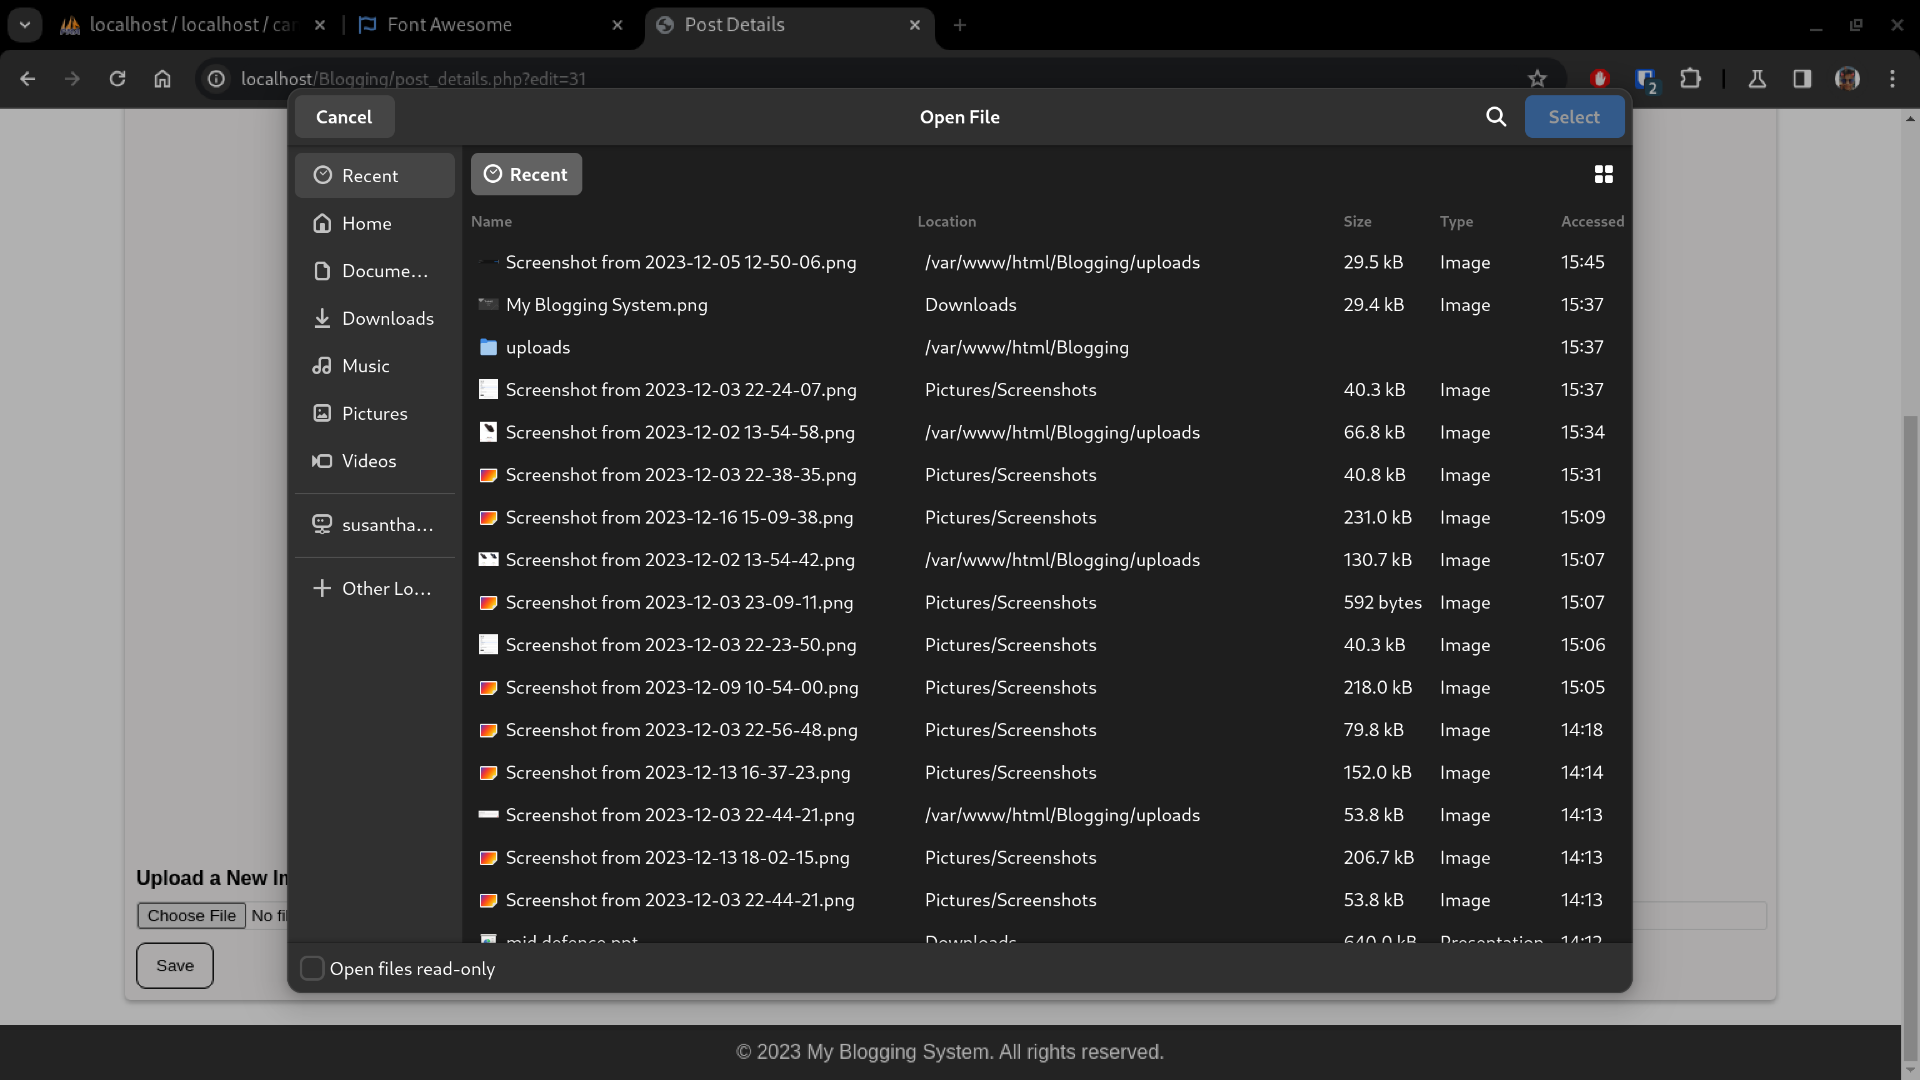 localhost / localhost / car
Font Awesome
Post Details
localhost/Blogging/post_details.php?edit=31
2
Cancel
Open File
Select
Recent
Home
Docume...
Downloads
Music
Pictures
Videos
susantha...
Other Lo...
Recent
Name Location Size Type Accessed
Screenshot from 2023-12-05 12-50-06.png /var/www/html/Blogging/uploads 29.5 kB Image 15:45
My Blogging System.png Downloads 29.4 kB Image 15:37
uploads /var/www/html/Blogging 15:37
Screenshot from 2023-12-03 22-24-07.png Pictures/Screenshots 40.3 kB Image 15:37
Screenshot from 2023-12-02 13-54-58.png /var/www/html/Blogging/uploads 66.8 kB Image 15:34
Screenshot from 2023-12-03 22-38-35.png Pictures/Screenshots 40.8 kB Image 15:31
Screenshot from 2023-12-16 15-09-38.png Pictures/Screenshots 231.0 kB Image 15:09
Screenshot from 2023-12-02 13-54-42.png /var/www/html/Blogging/uploads 130.7 kB Image 15:07
Screenshot from 2023-12-03 23-09-11.png Pictures/Screenshots 592 bytes Image 15:07
Screenshot from 2023-12-03 22-23-50.png Pictures/Screenshots 40.3 kB Image 15:06
Screenshot from 2023-12-09 10-54-00.png Pictures/Screenshots 218.0 kB Image 15:05
Screenshot from 2023-12-03 22-56-48.png Pictures/Screenshots 79.8 kB Image 14:18
Screenshot from 2023-12-13 16-37-23.png Pictures/Screenshots 152.0 kB Image 14:14
Screenshot from 2023-12-03 22-44-21.png /var/www/html/Blogging/uploads 53.8 kB Image 14:13
Screenshot from 2023-12-13 18-02-15.png Pictures/Screenshots 206.7 kB Image 14:13
Screenshot from 2023-12-03 22-44-21.png Pictures/Screenshots 53.8 kB Image 14:13
mid defence.ppt Downloads 640.0 kB Presentation 14:12
Open files read-only
Upload a New Im
Choose File No fil
Save
© 2023 My Blogging System. All rights reserved.